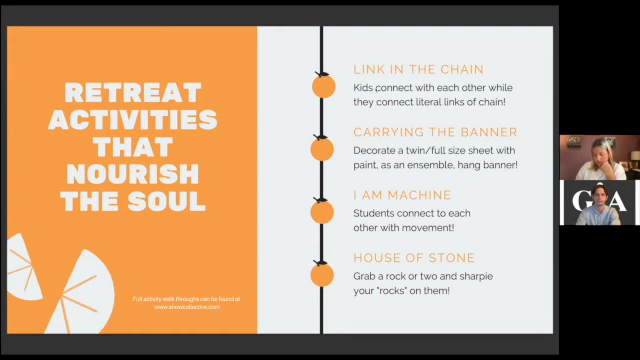 RETREAT
ACTIVITIES
THAT
NOURISH
THE SOUL
Full activity walk throughs can be found at
www.showcollective.com
LINK IN THE CHAIN
Kids connect with each other while
they connect literal links of chain!
CARRYING THE BANNER
Decorate a twin/full size sheet with
paint, as an ensemble, hang banner!
I AM MACHINE
Students connect to each
other with movement!
HOUSE OF STONE
Grab a rock or two and sharpie
your "rocks" on them!